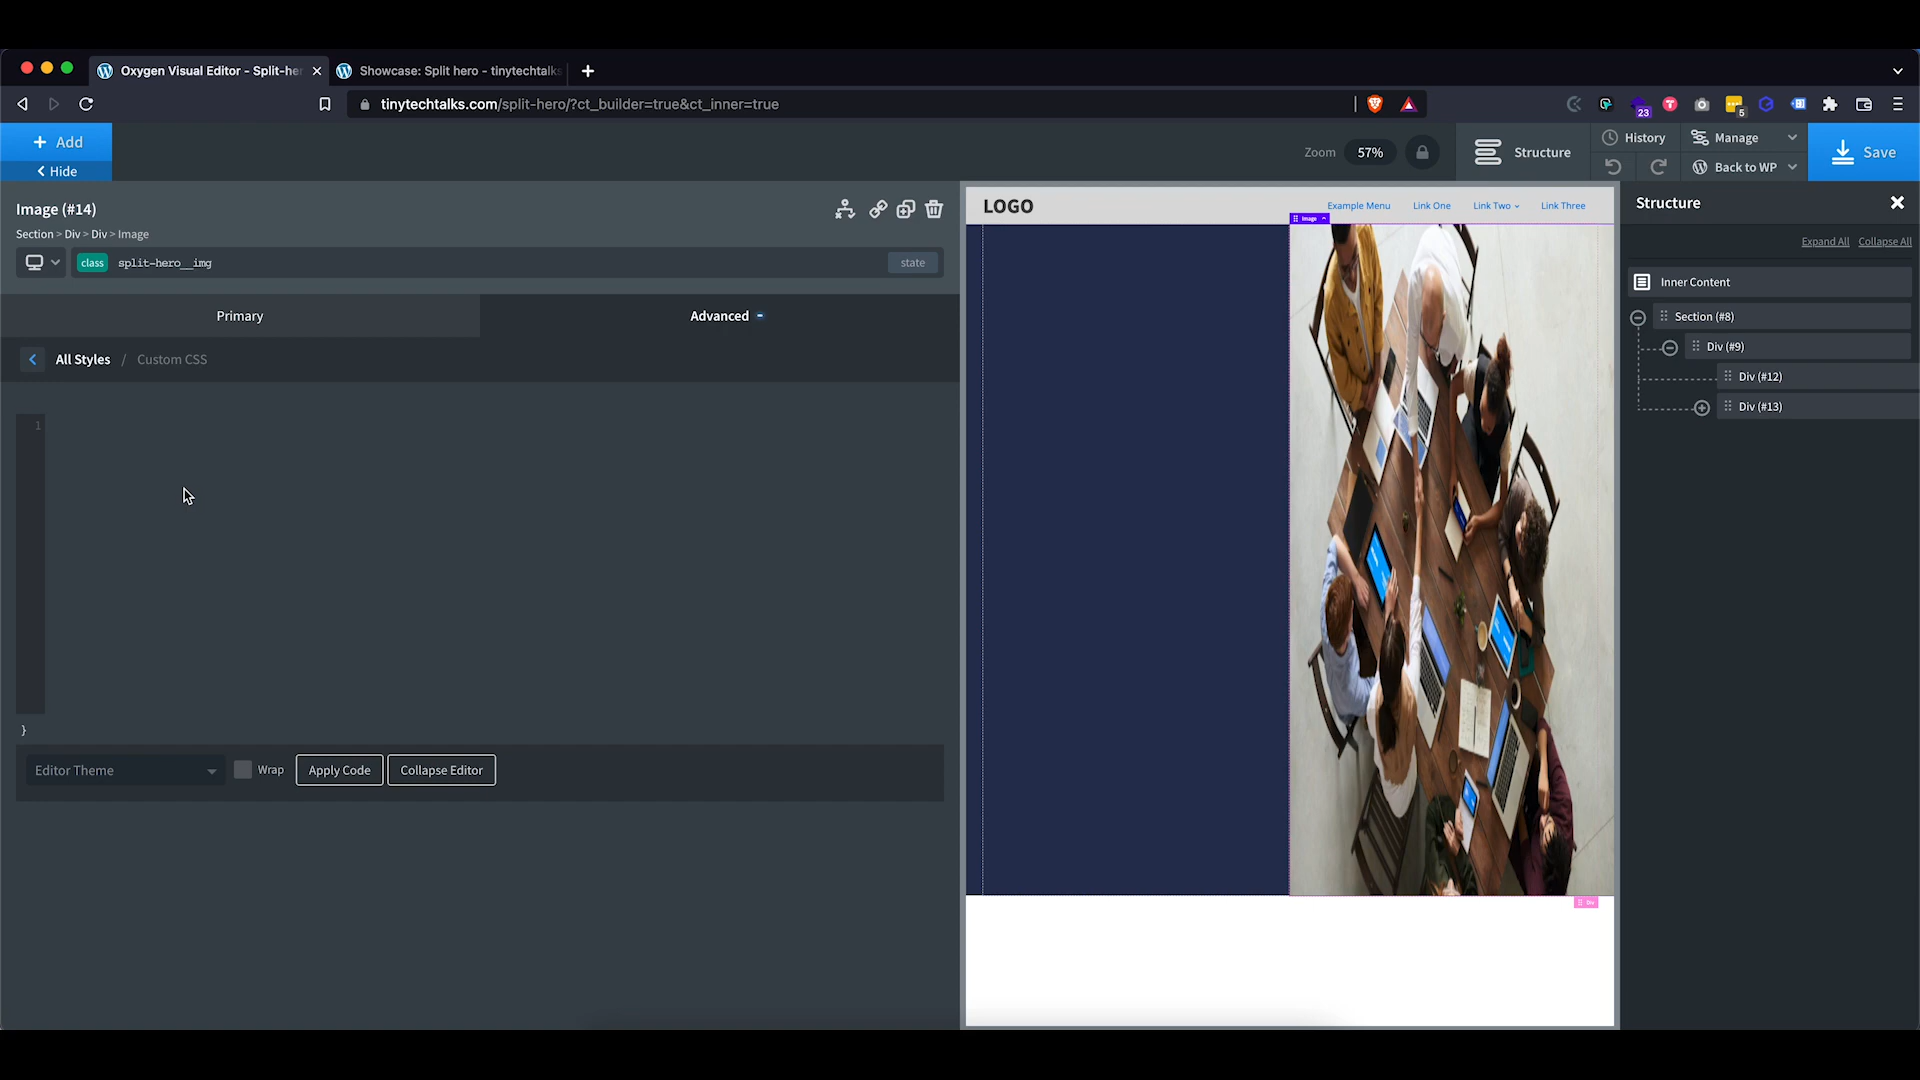 Oxygen Visual Editor - Split-her
Showcase: Split hero - tinytechtalks
tinytechtalks.com/split-hero/?ct_builder=true&ct_inner=true
23
5
+ Add
Hide
Zoom
57%
Structure
History
Manage
Back to WP
Save
Image (#14)
Section > Div > Div > Image
class
split-hero__img
state
Primary
Advanced
All Styles / Custom CSS
1
}
Editor Theme
Wrap
Apply Code
Collapse Editor
LOGO
Example Menu
Link One
Link Two
Link Three
Image
Div
Structure
Expand All
Collapse All
Inner Content
Section (#8)
Div (#9)
Div (#12)
Div (#13)